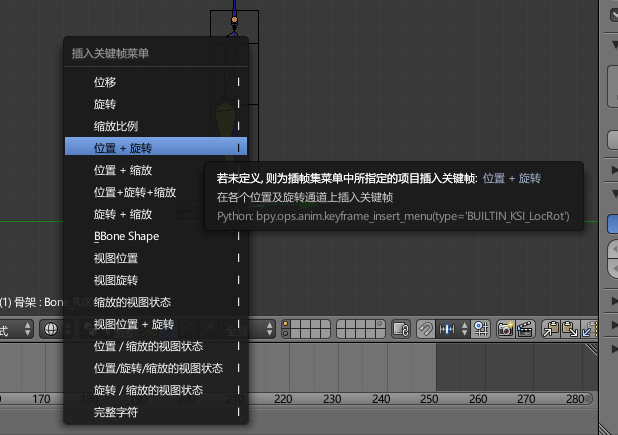 插入关键帧菜单
位移 I
旋转 I
缩放比例 I
位置 + 旋转 I
位置 + 缩放 I
位置+旋转+缩放 I
旋转 + 缩放 I
BBone Shape I
视图位置 I
视图旋转 I
缩放的视图状态 I
视图位置 + 旋转 I
位置 / 缩放的视图状态 I
位置/旋转/缩放的视图状态 I
旋转 / 缩放的视图状态 I
完整字符 I
若未定义, 则为插帧集菜单中所指定的项目插入关键帧: 位置 + 旋转
在各个位置及旋转通道上插入关键帧
Python: bpy.ops.anim.keyframe_insert_menu(type='BUILTIN_KSI_LocRot')
(1) 骨架 : Bone_R.00
式
170 210 220 230 240 250 260 270 280